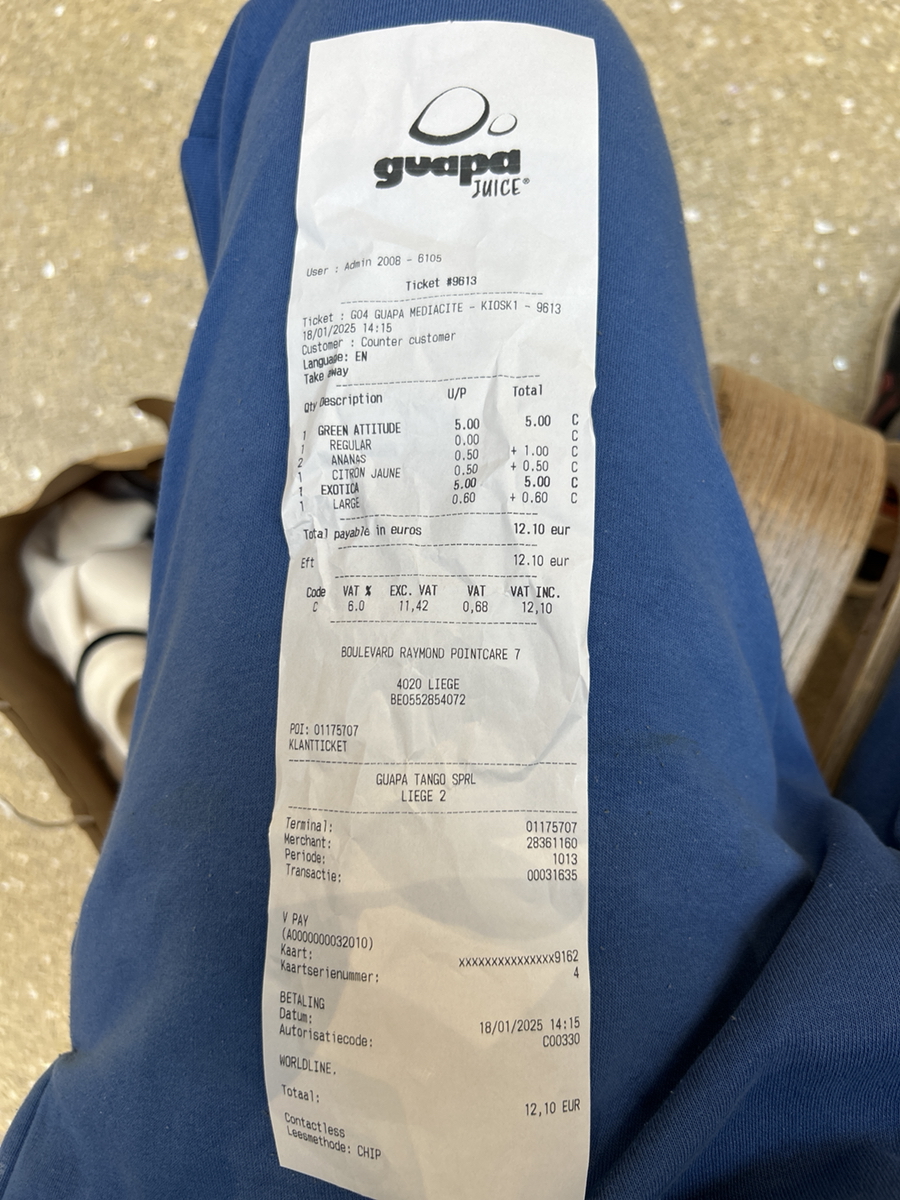 guapa
JUICE®
User : Admin 2008 - 6105
Ticket #9613
Ticket : G04 GUAPA MEDIACITE - KIOSK1 - 9613
18/01/2025 14:15
Customer : Counter customer
Language: EN
Take away
Qty Description U/P Total
1 GREEN ATTITUDE 5.00 5.00 C
1 REGULAR 0.00 C
2 ANANAS 0.50 + 1.00 C
1 CITRON JAUNE 0.50 + 0.50 C
1 EXOTICA 5.00 5.00 C
1 LARGE 0.60 + 0.60 C
Total payable in euros 12.10 eur
Eft 12.10 eur
Code VAT % EXC. VAT VAT VAT INC.
C 6.0 11,42 0,68 12,10
BOULEVARD RAYMOND POINTCARE 7
4020 LIEGE
BE0552854072
POI: 01175707
KLANTTICKET
GUAPA TANGO SPRL
LIEGE 2
Terminal: 01175707
Merchant: 28361160
Periode: 1013
Transactie: 00031635
V PAY
(A0000000032010)
Kaart: xxxxxxxxxxxxxxx9162
Kaartserienummer: 4
BETALING
Datum: 18/01/2025 14:15
Autorisatiecode: C00330
WORLDLINE.
Totaal: 12,10 EUR
Contactless
Leesmethode: CHIP